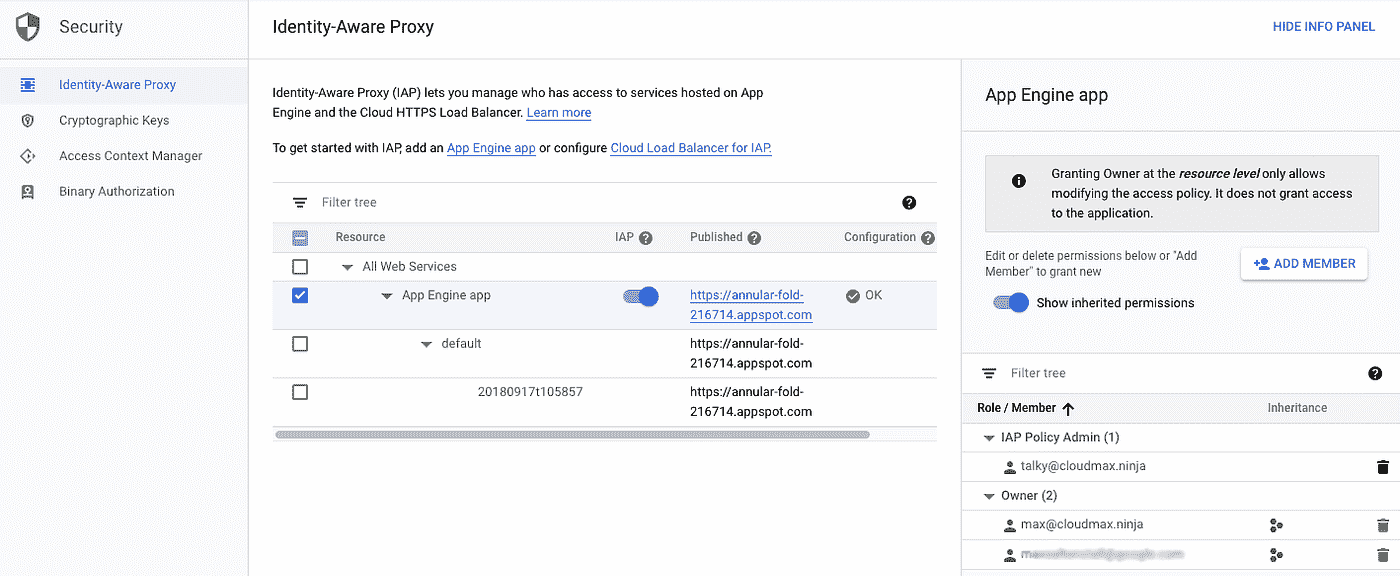 Security
Identity-Aware Proxy
HIDE INFO PANEL
Identity-Aware Proxy
Cryptographic Keys
Access Context Manager
Binary Authorization
Identity-Aware Proxy (IAP) lets you manage who has access to services hosted on App
Engine and the Cloud HTTPS Load Balancer. Learn more
To get started with IAP, add an App Engine app or configure Cloud Load Balancer for IAP.
Filter tree
Resource IAP Published Configuration
All Web Services
App Engine app https://annular-fold- OK
216714.appspot.com
default https://annular-fold-
216714.appspot.com
20180917t105857 https://annular-fold-
216714.appspot.com
App Engine app
Granting Owner at the resource level only allows
modifying the access policy. It does not grant access
to the application.
Edit or delete permissions below or "Add
Member" to grant new
ADD MEMBER
Show inherited permissions
Filter tree
Role / Member Inheritance
IAP Policy Admin (1)
talky@cloudmax.ninja
Owner (2)
max@cloudmax.ninja